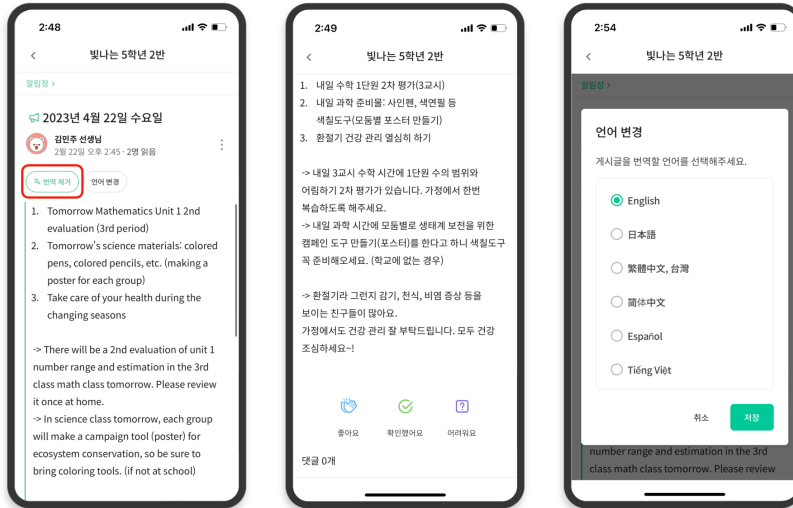 2:48
빛나는 5학년 2반
알림장 >
2023년 4월 22일 수요일
김민주 선생님
2월 22일 오후 2:45 · 2명 읽음
번역 제거 언어 변경
1. Tomorrow Mathematics Unit 1 2nd
evaluation (3rd period)
2. Tomorrow's science materials: colored
pens, colored pencils, etc. (making a
poster for each group)
3. Take care of your health during the
changing seasons
-> There will be a 2nd evaluation of unit 1
number range and estimation in the 3rd
class math class tomorrow. Please review
it once at home.
-> In science class tomorrow, each group
will make a campaign tool (poster) for
ecosystem conservation, so be sure to
bring coloring tools. (if not at school)
2:49
빛나는 5학년 2반
1. 내일 수학 1단원 2차 평가(3교시)
2. 내일 과학 준비물: 사인펜, 색연필 등
색칠도구(모둠별 포스터 만들기)
3. 환절기 건강 관리 열심히 하기
-> 내일 3교시 수학 시간에 1단원 수의 범위와
어림하기 2차 평가가 있습니다. 가정에서 한번
복습하도록 해주세요.
-> 내일 과학 시간에 모둠별로 생태계 보전을 위한
캠페인 도구 만들기(포스터)를 한다고 하니 색칠도구
꼭 준비해오세요. (학교에 없는 경우)
-> 환절기라 그런지 감기, 천식, 비염 증상 등을
보이는 친구들이 많아요.
가정에서도 건강 관리 잘 부탁드립니다. 모두 건강
조심하세요~!
좋아요 확인했어요 어려워요
댓글 0개
2:54
빛나는 5학년 2반
알림장 >
언어 변경
게시글을 번역할 언어를 선택해주세요.
English
日本語
繁體中文, 台灣
简体中文
Español
Tiếng Việt
취소 저장
number range and estimation in the 3rd
class math class tomorrow. Please review